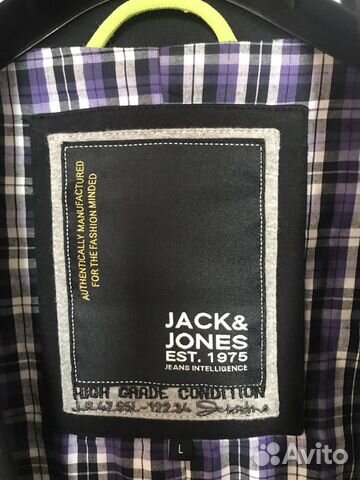 AUTHENTICALLY MANUFACTURED
FOR THE FASHION MINDED
JACK&
JONES
EST. 1975
JEANS INTELLIGENCE
HIGH GRADE CONDITION
L
Avito